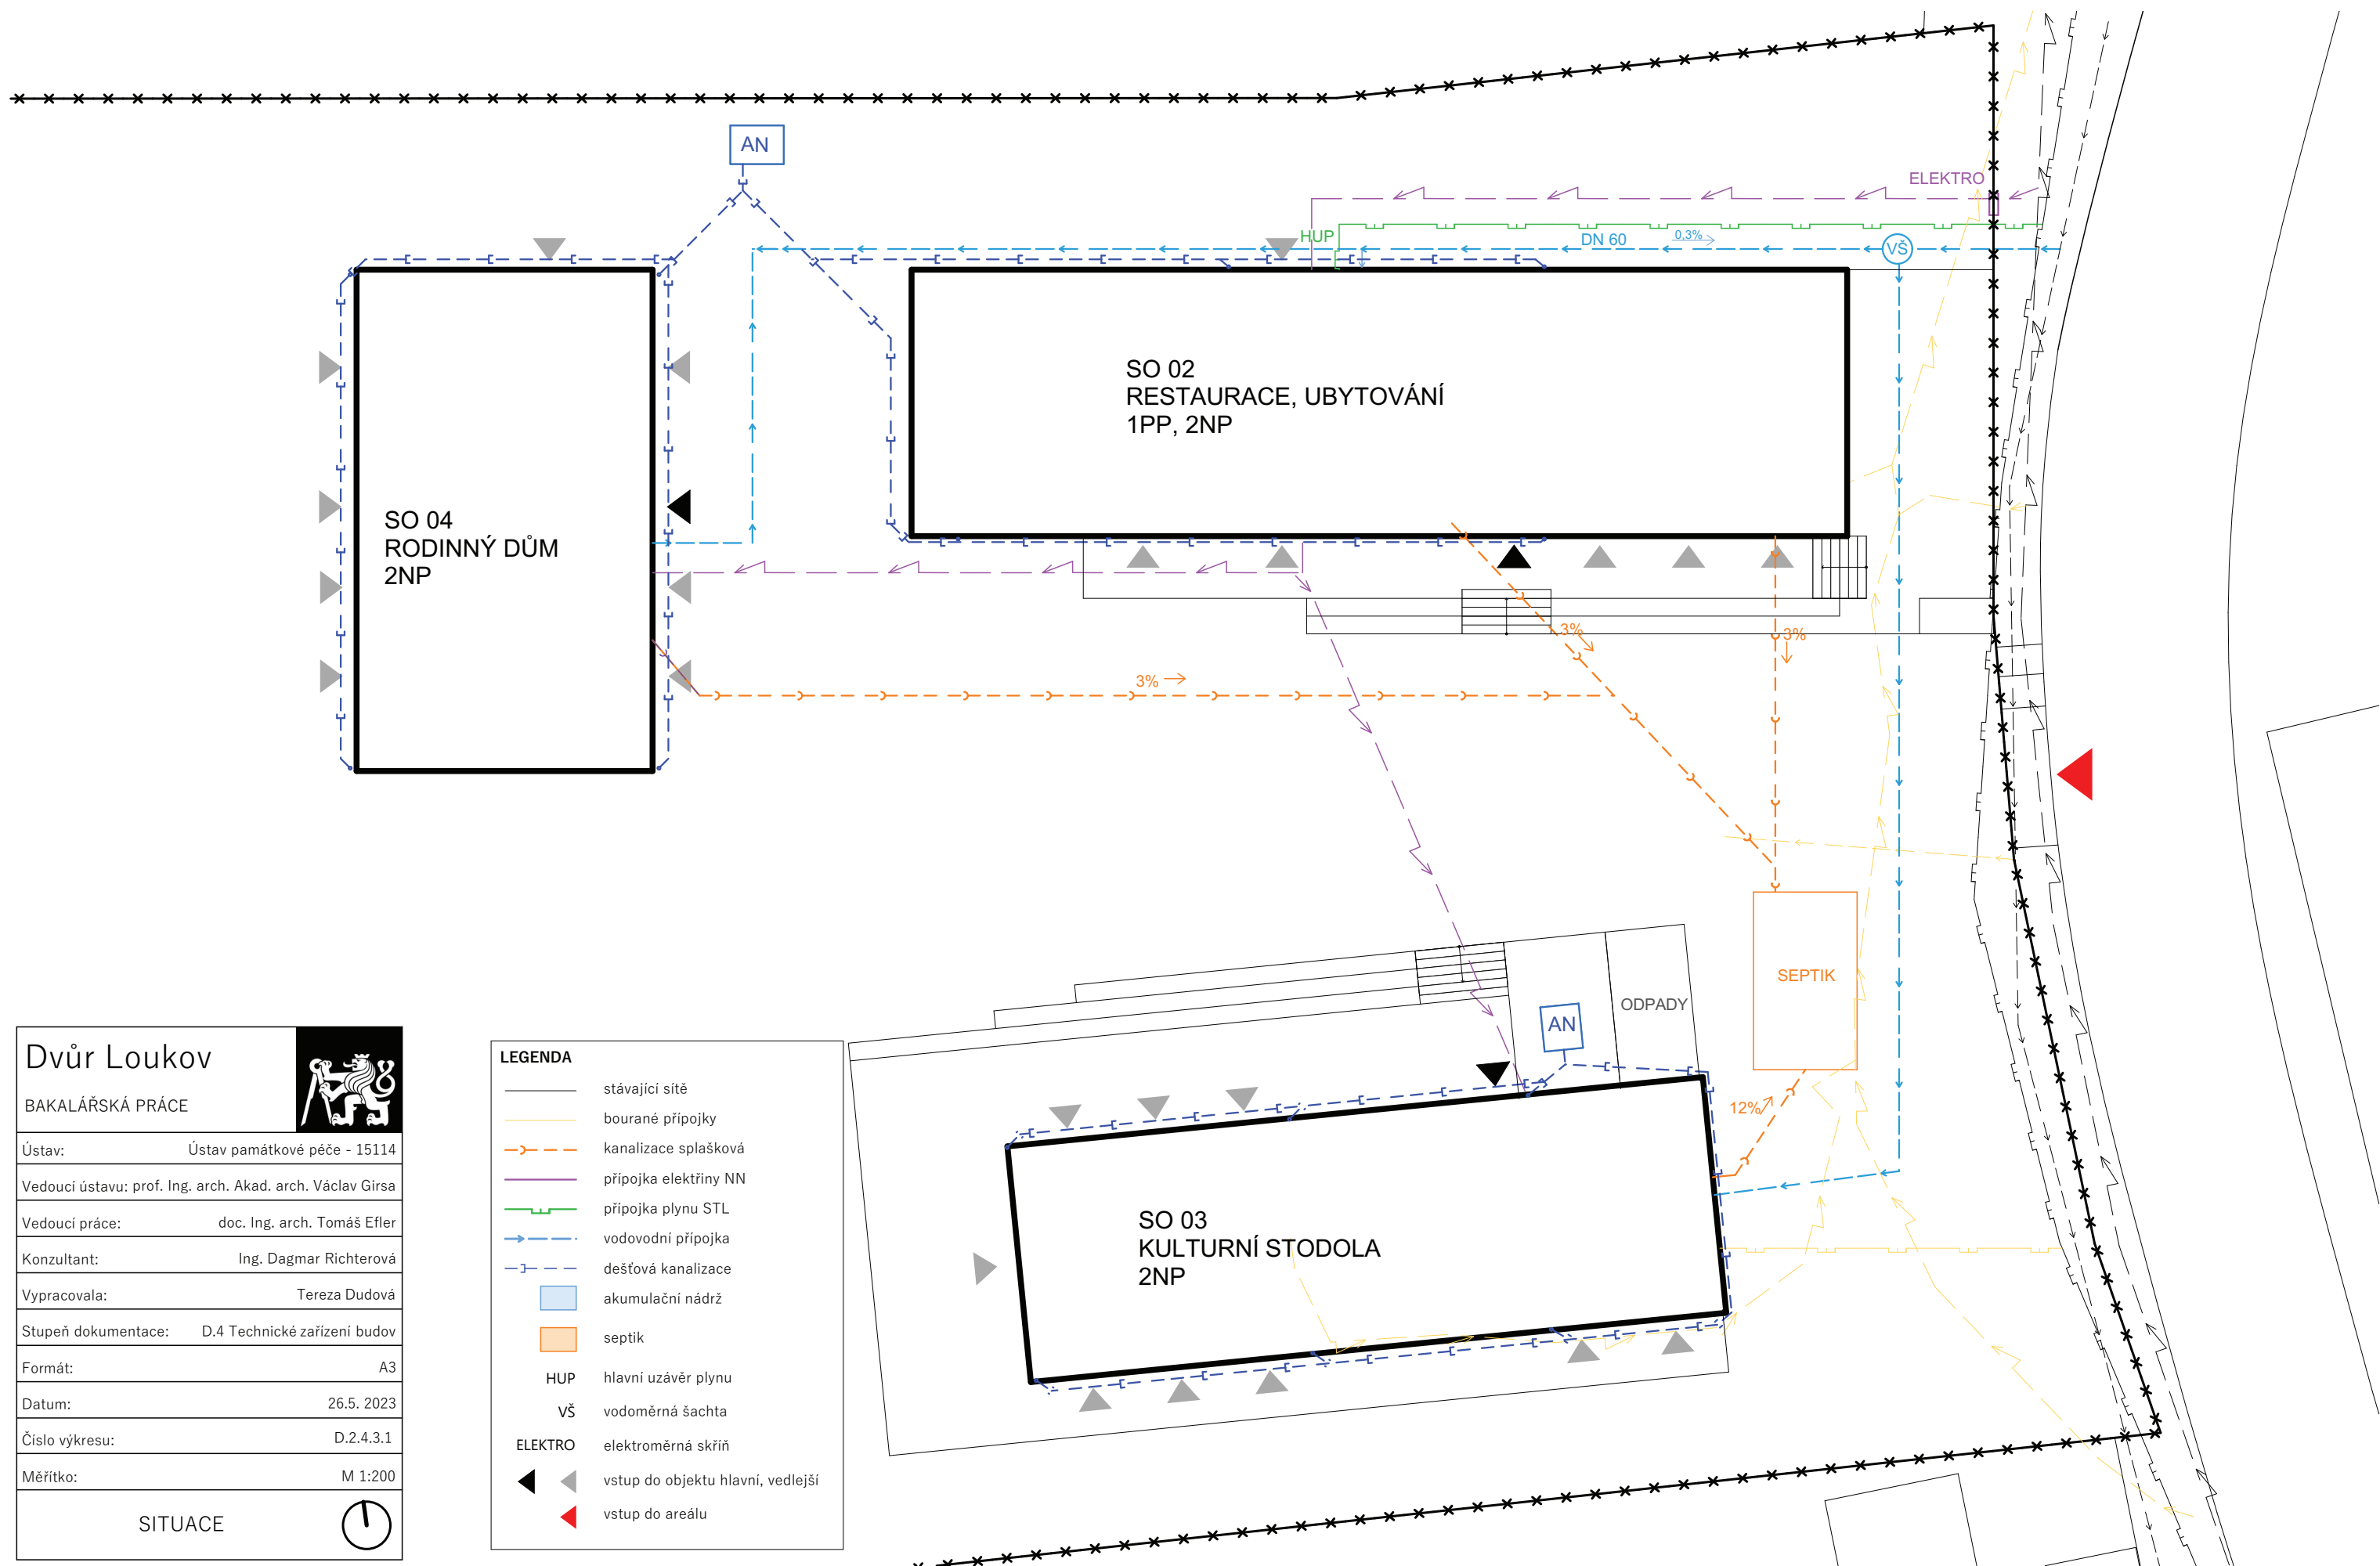 AN
ELEKTRO
HUP
DN 60
0,3%
VŠ
SO 02
RESTAURACE, UBYTOVÁNÍ
1PP, 2NP
SO 04
RODINNÝ DŮM
2NP
3%
3%
3%
SEPTIK
ODPADY
AN
12%
SO 03
KULTURNÍ STODOLA
2NP
Dvůr Loukov
BAKALÁŘSKÁ PRÁCE
Ústav: Ústav památkové péče - 15114
Vedoucí ústavu: prof. Ing. arch. Akad. arch. Václav Girsa
Vedoucí práce: doc. Ing. arch. Tomáš Efler
Konzultant: Ing. Dagmar Richterová
Vypracovala: Tereza Dudová
Stupeň dokumentace: D.4 Technické zařízení budov
Formát: A3
Datum: 26.5. 2023
Číslo výkresu: D.2.4.3.1
Měřítko: M 1:200
SITUACE
LEGENDA
stávající sítě
bourané přípojky
kanalizace splašková
přípojka elektřiny NN
přípojka plynu STL
vodovodní přípojka
dešťová kanalizace
akumulační nádrž
septik
HUP hlavní uzávěr plynu
VŠ vodoměrná šachta
ELEKTRO elektroměrná skříň
vstup do objektu hlavní, vedlejší
vstup do areálu